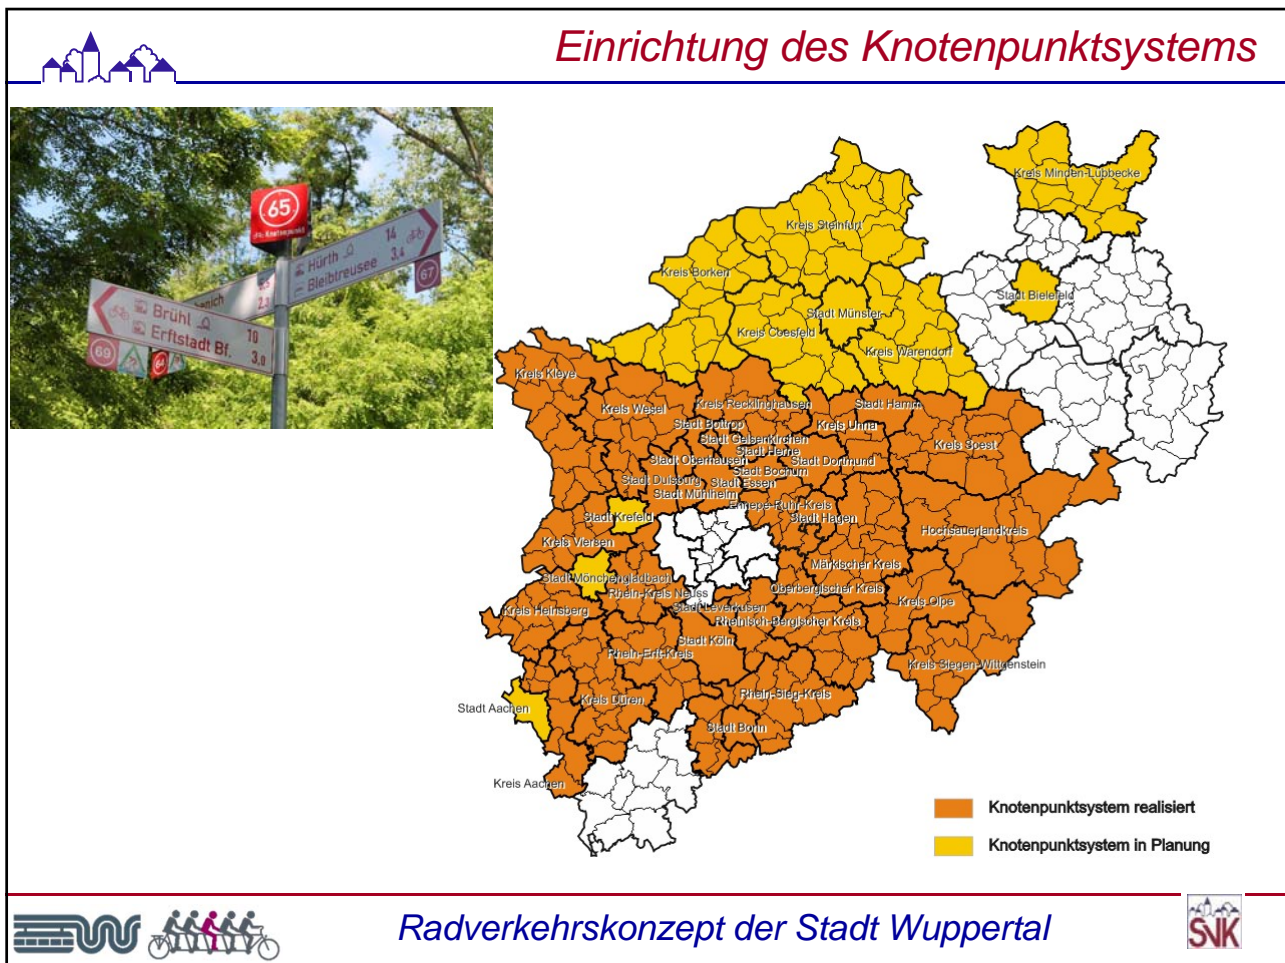 Einrichtung des Knotenpunktsystems
65
Knotenpunkt
Hürth 14
Bleibtreusee 3,4
67
Brühl 10
Erftstadt Bf. 3,0
69
64
Kreis Minden-Lübbecke
Kreis Steinfurt
Kreis Borken
Stadt Bielefeld
Stadt Münster
Kreis Coesfeld
Kreis Warendorf
Kreis Kleve
Kreis Wesel
Kreis Recklinghausen
Stadt Hamm
Stadt Bottrop
Kreis Unna
Stadt Gelsenkirchen
Kreis Soest
Stadt Herne
Stadt Oberhausen
Stadt Dortmund
Stadt Bochum
Stadt Duisburg
Stadt Essen
Stadt Mühlheim
Ennepe-Ruhr-Kreis
Stadt Krefeld
Stadt Hagen
Hochsauerlandkreis
Kreis Viersen
Märkischer Kreis
Stadt Mönchengladbach
Oberbergischer Kreis
Rhein-Kreis Neuss
Kreis Olpe
Kreis Heinsberg
Stadt Leverkusen
Rheinisch-Bergischer Kreis
Stadt Köln
Rhein-Erft-Kreis
Kreis Siegen-Wittgenstein
Rhein-Sieg-Kreis
Kreis Düren
Stadt Aachen
Stadt Bonn
Kreis Aachen
Knotenpunktsystem realisiert
Knotenpunktsystem in Planung
Radverkehrskonzept der Stadt Wuppertal
SVK